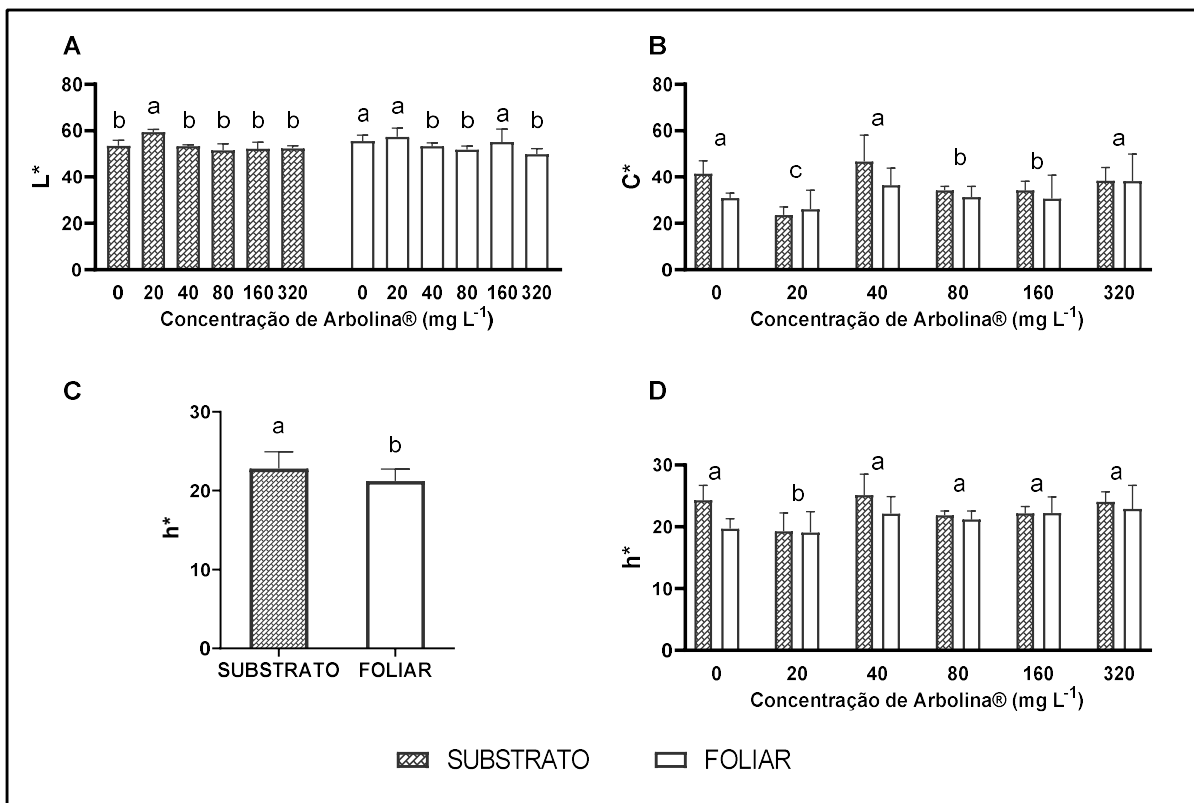 A
L*
80
60
40
20
0
b a b b b b a a b b a b
0 20 40 80 160 320 0 20 40 80 160 320
Concentração de Arbolina® (mg L-1)
B
C*
80
60
40
20
0
a c a b b a
0 20 40 80 160 320
Concentração de Arbolina® (mg L-1)
C
h*
30
20
10
0
a b
SUBSTRATO FOLIAR
D
h*
30
20
10
0
a b a a a a
0 20 40 80 160 320
Concentração de Arbolina® (mg L-1)
SUBSTRATO FOLIAR